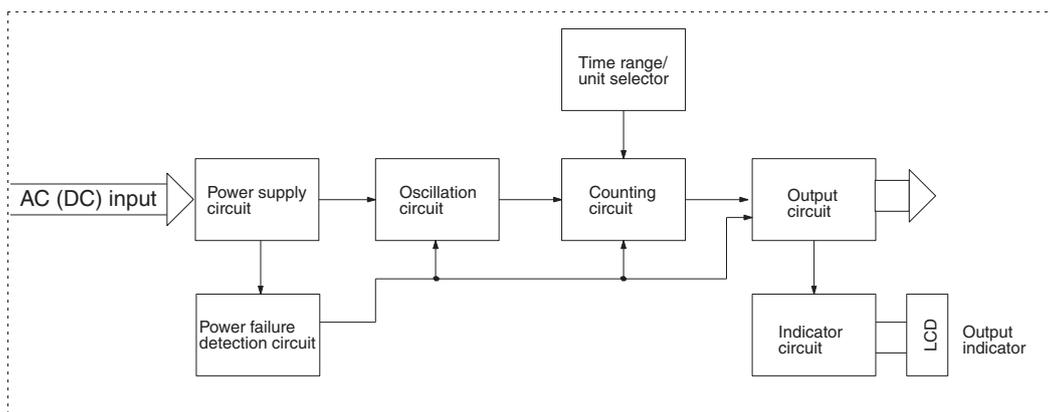 Time range/
unit selector
AC (DC) input
Power supply
circuit
Oscillation
circuit
Counting
circuit
Output
circuit
Power failure
detection circuit
Indicator
circuit
LCD
Output
indicator